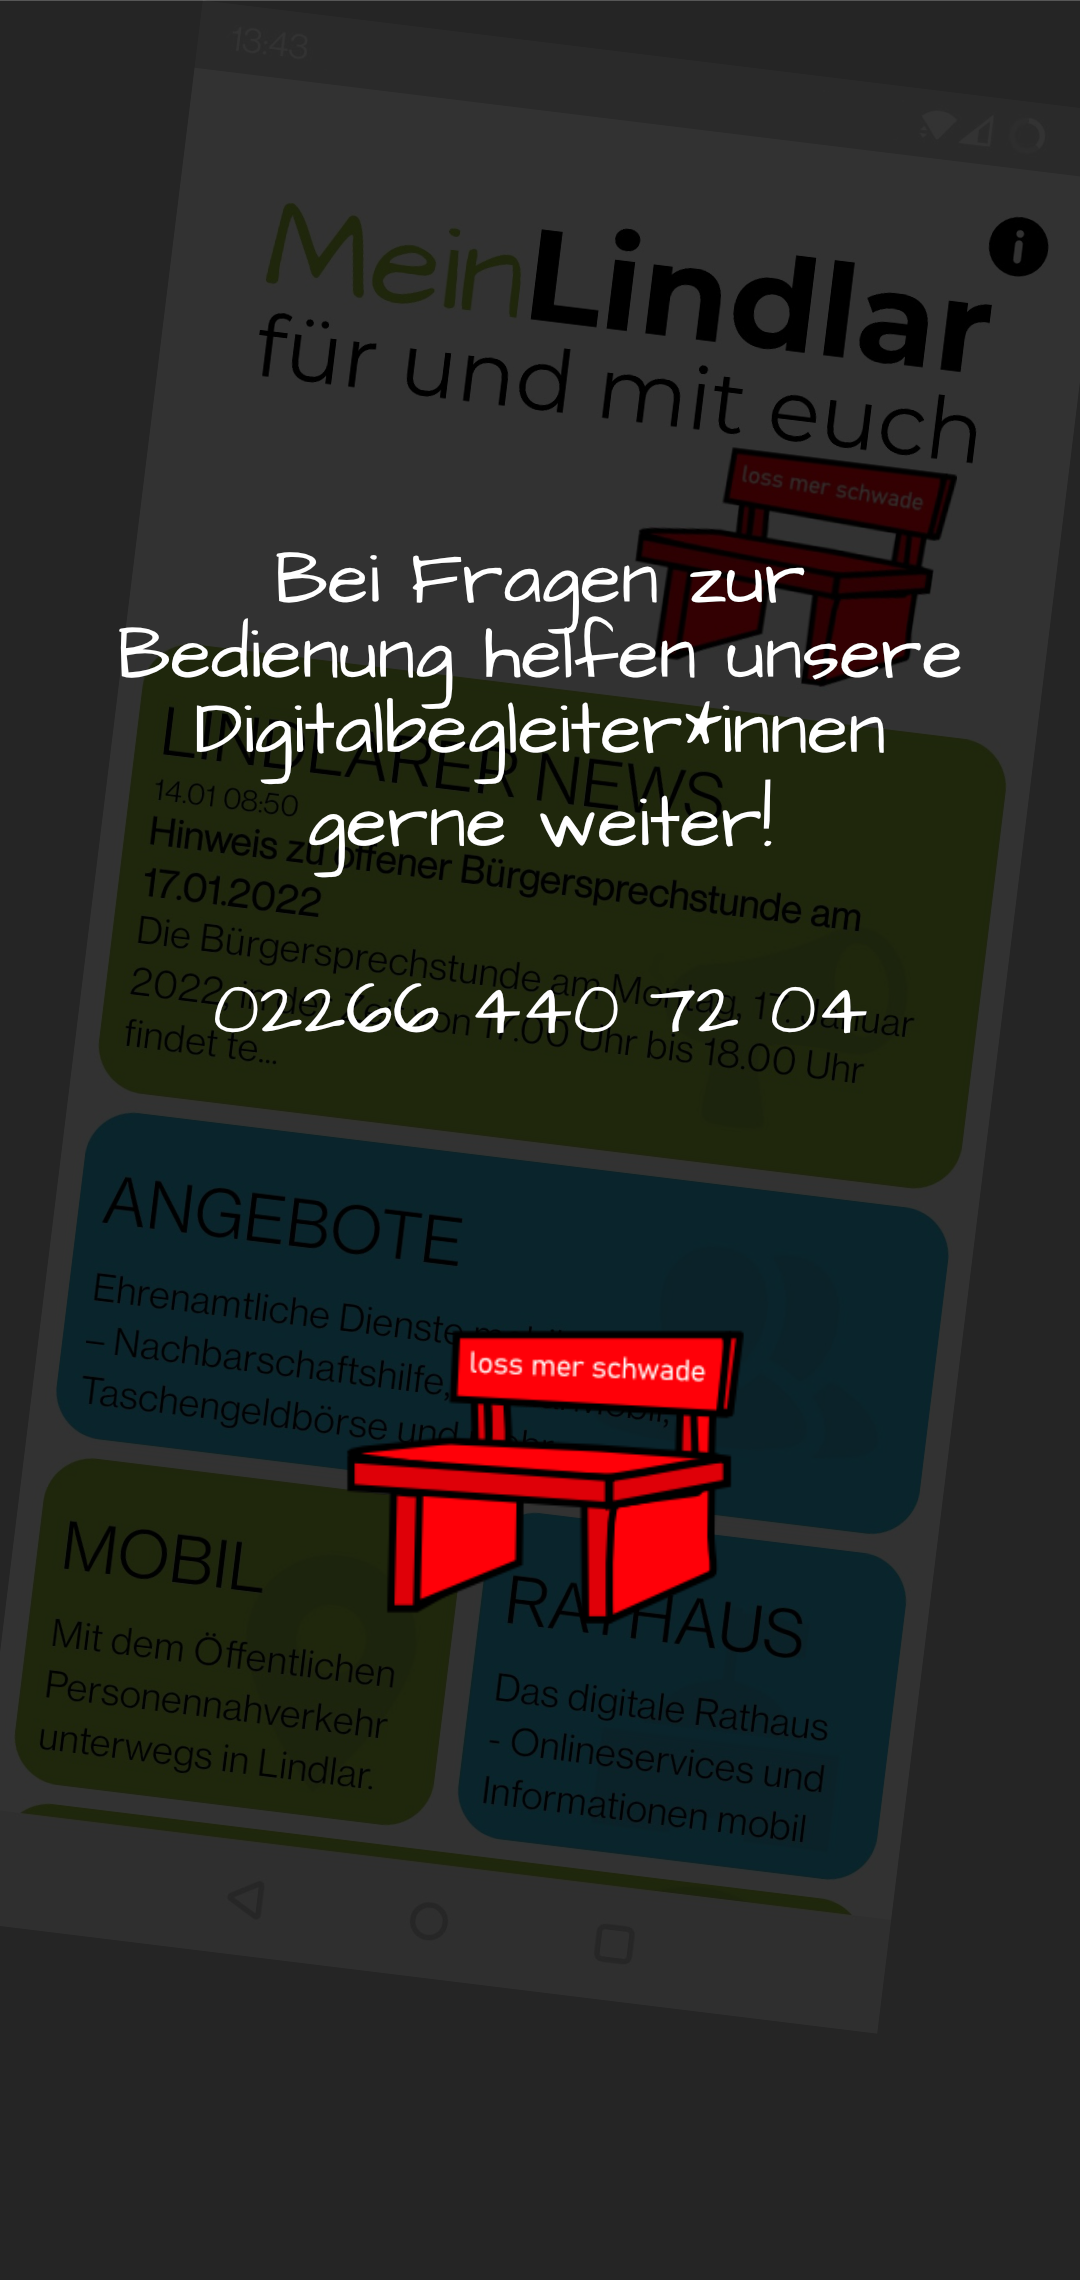 13:43
MeinLindlar
für und mit euch
loss mer schwade
Bei Fragen zur
Bedienung helfen unsere
Digitalbegleiter*innen
gerne weiter!
LINDLARER NEWS
14.01 08:50
Hinweis zu offener Bürgersprechstunde am
17.01.2022
Die Bürgersprechstunde am Montag, 17. Januar
2022, in der Zeit von 17.00 Uhr bis 18.00 Uhr
findet te...
02266 440 72 04
ANGEBOTE
Ehrenamtliche Dienste
– Nachbarschaftshilfe,
Taschengeldbörse und
loss mer schwade
MOBIL
Mit dem Öffentlichen
Personennahverkehr
unterwegs in Lindlar.
RATHAUS
Das digitale Rathaus
- Onlineservices und
Informationen mobil